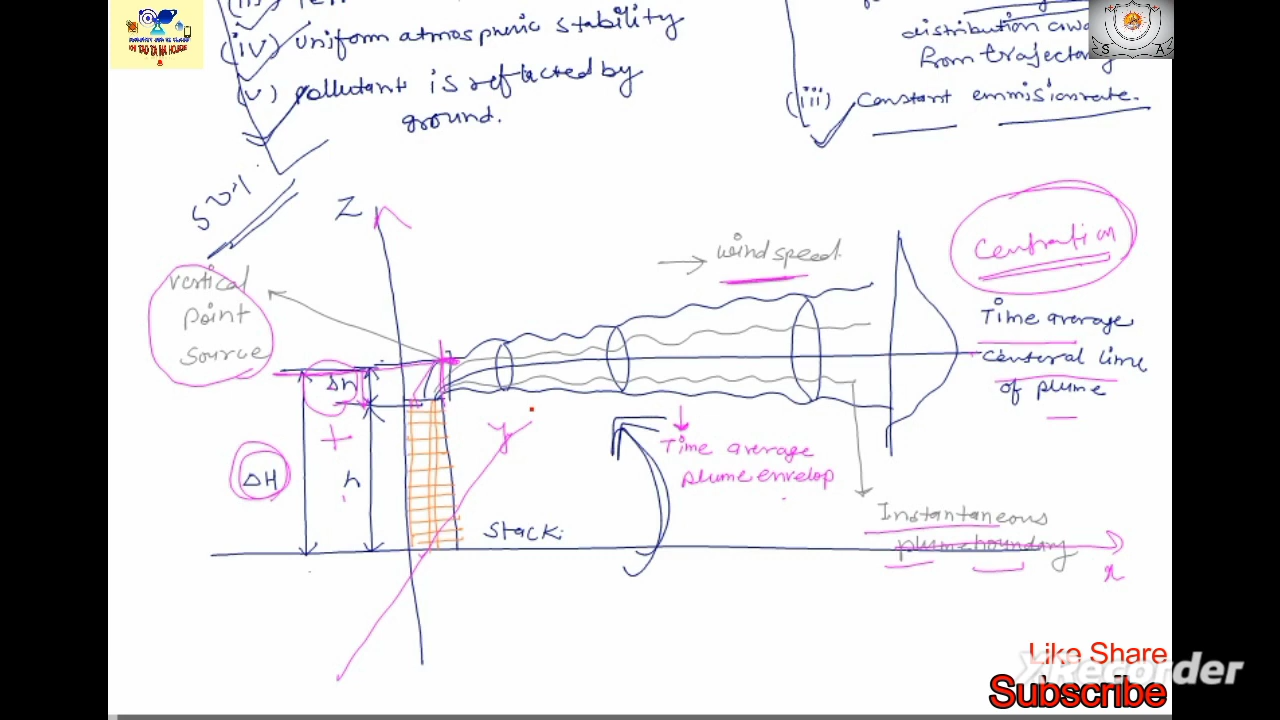 (iv) uniform atmospheric stability
(v) pollutants is reflected by
ground.
distribution
from trajectory
(iii) constant emmision rate.
50%
Z
vertical
point
source
→ wind speed
centration
Time average
centeral line
of plume
Δh
+
ΔH
h
y
Time average
plume envelop
stack
Instantaneous
plume boundary
x
Like Share
XRecorder
Subscribe
S A